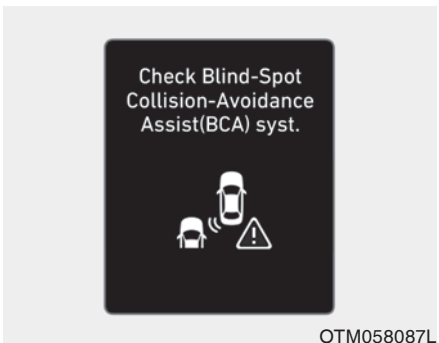 Check Blind-Spot
Collision-Avoidance
Assist(BCA) syst.
OTM058087L